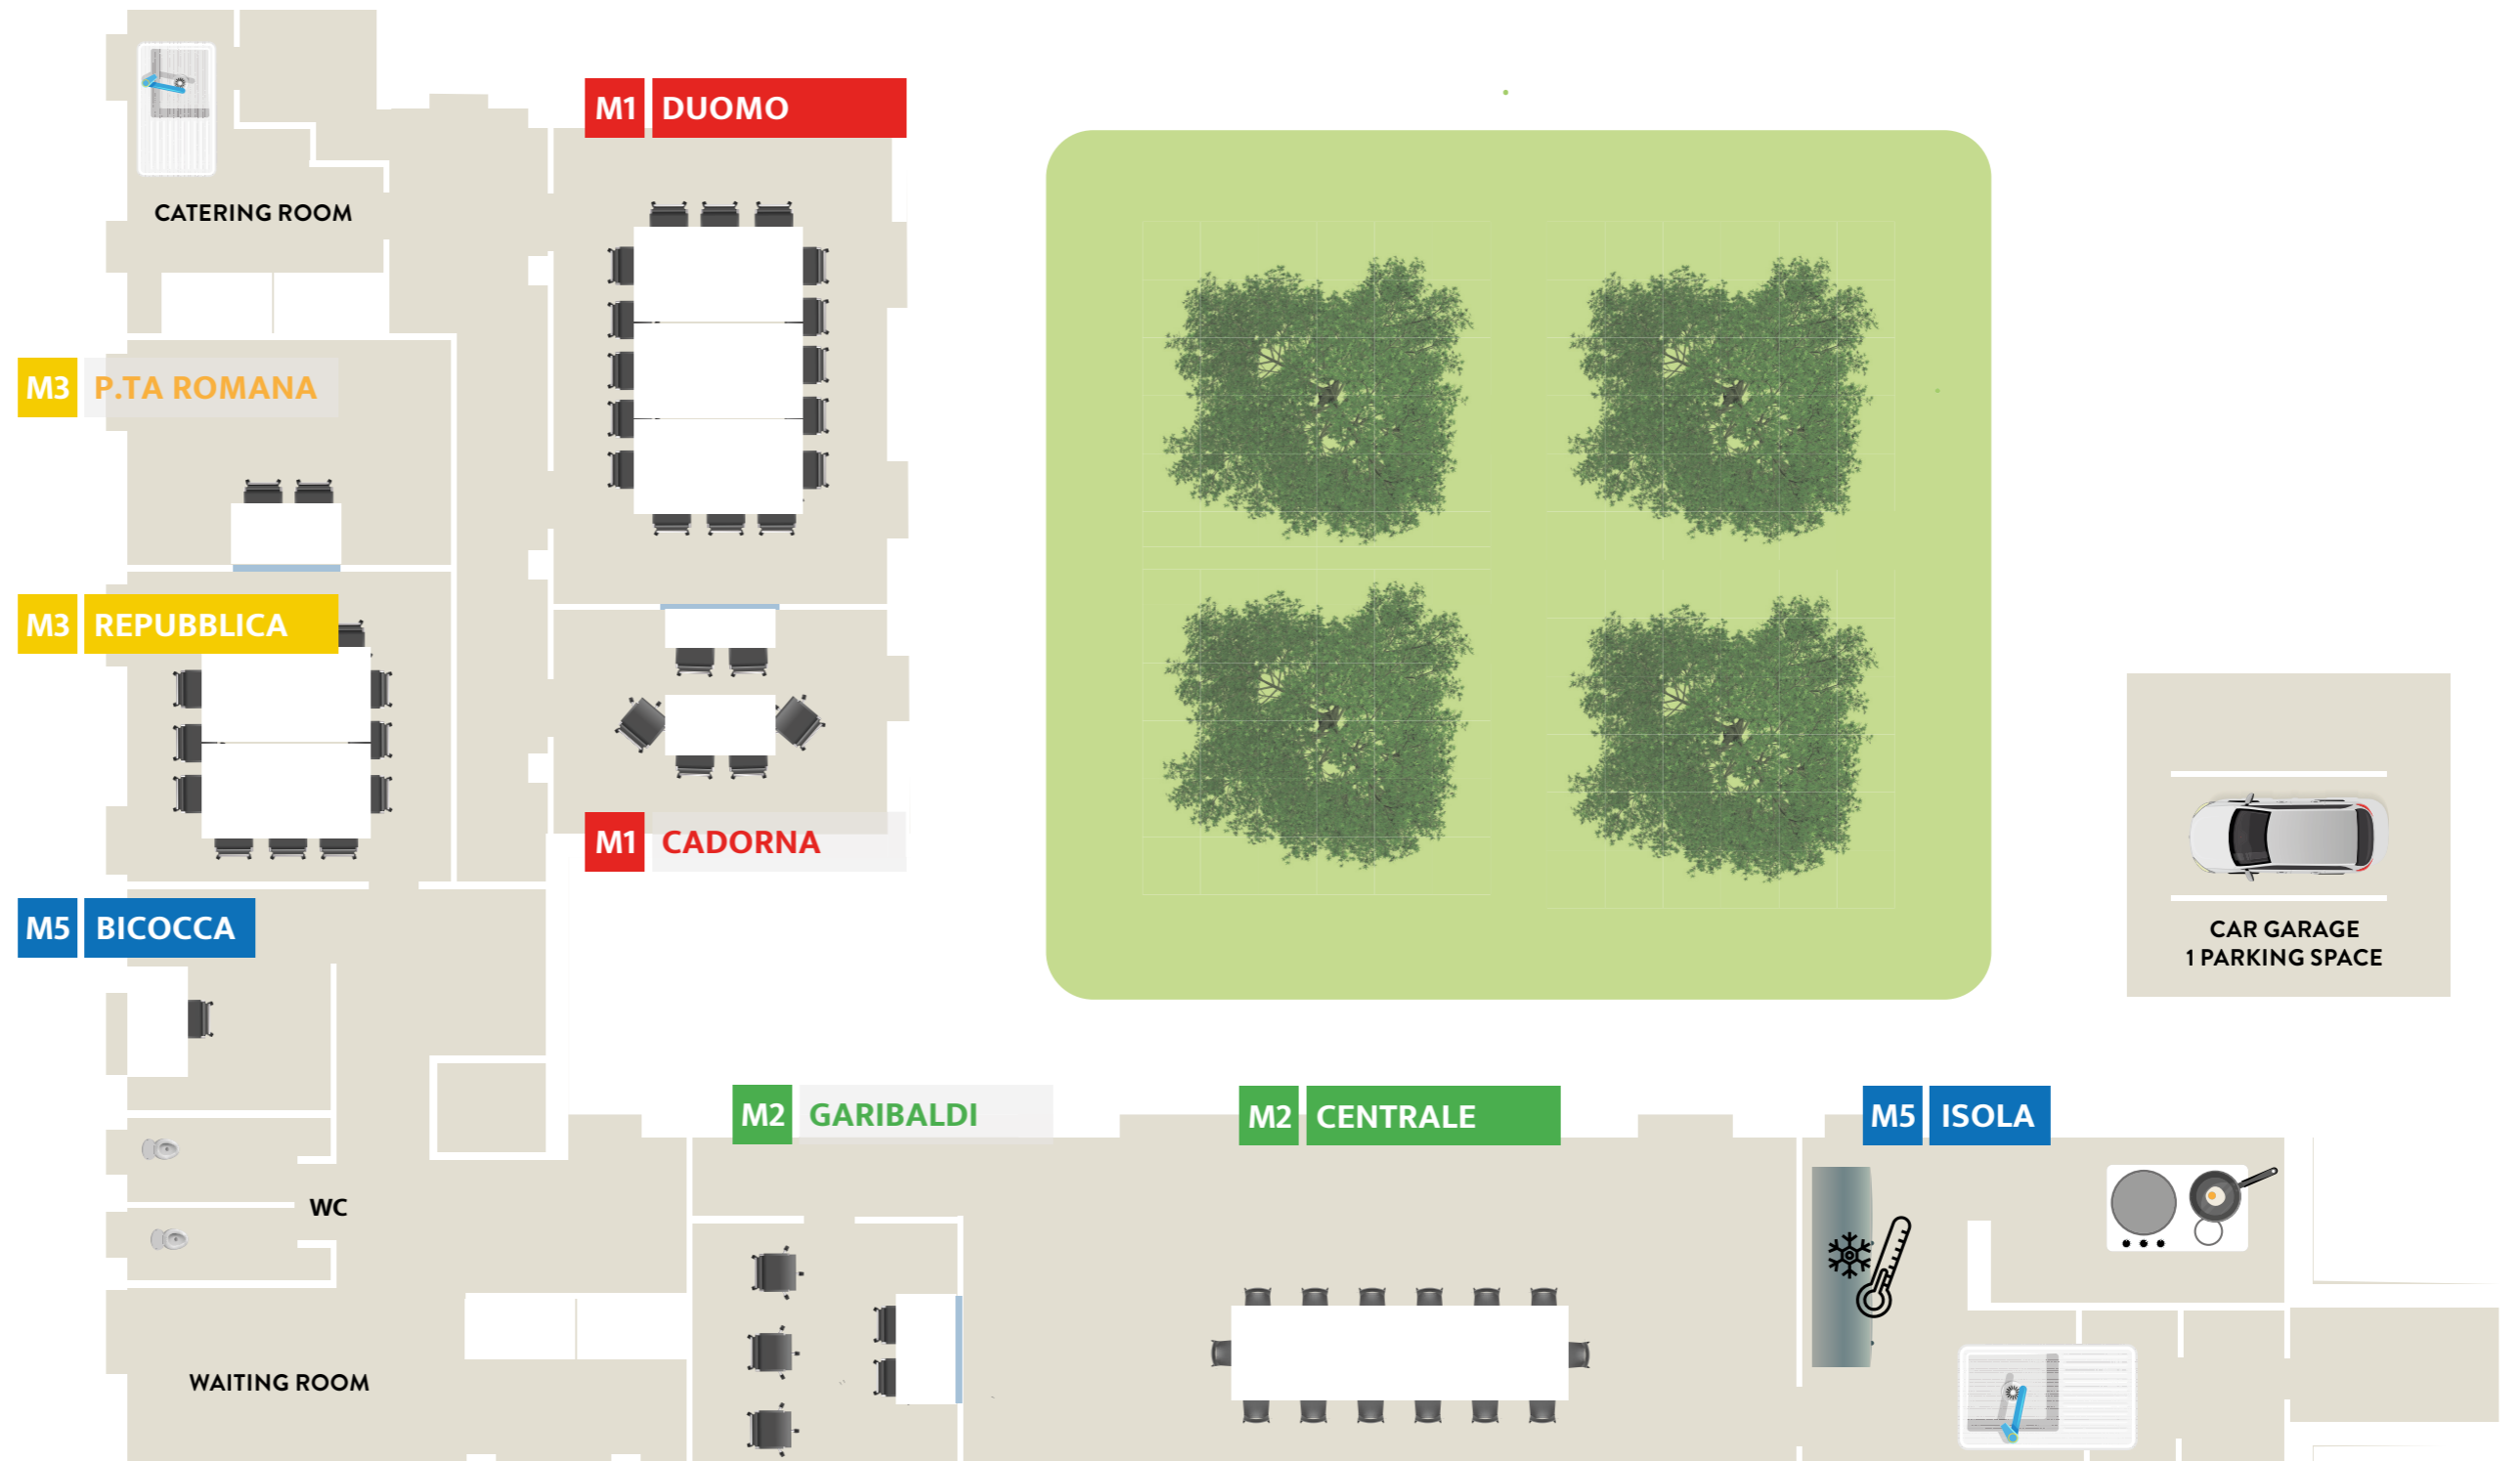 M1 DUOMO
CATERING ROOM
M3 P.TA ROMANA
M3 REPUBBLICA
M1 CADORNA
M5 BICOCCA
CAR GARAGE
1 PARKING SPACE
M2 GARIBALDI
M2 CENTRALE
M5 ISOLA
WC
WAITING ROOM